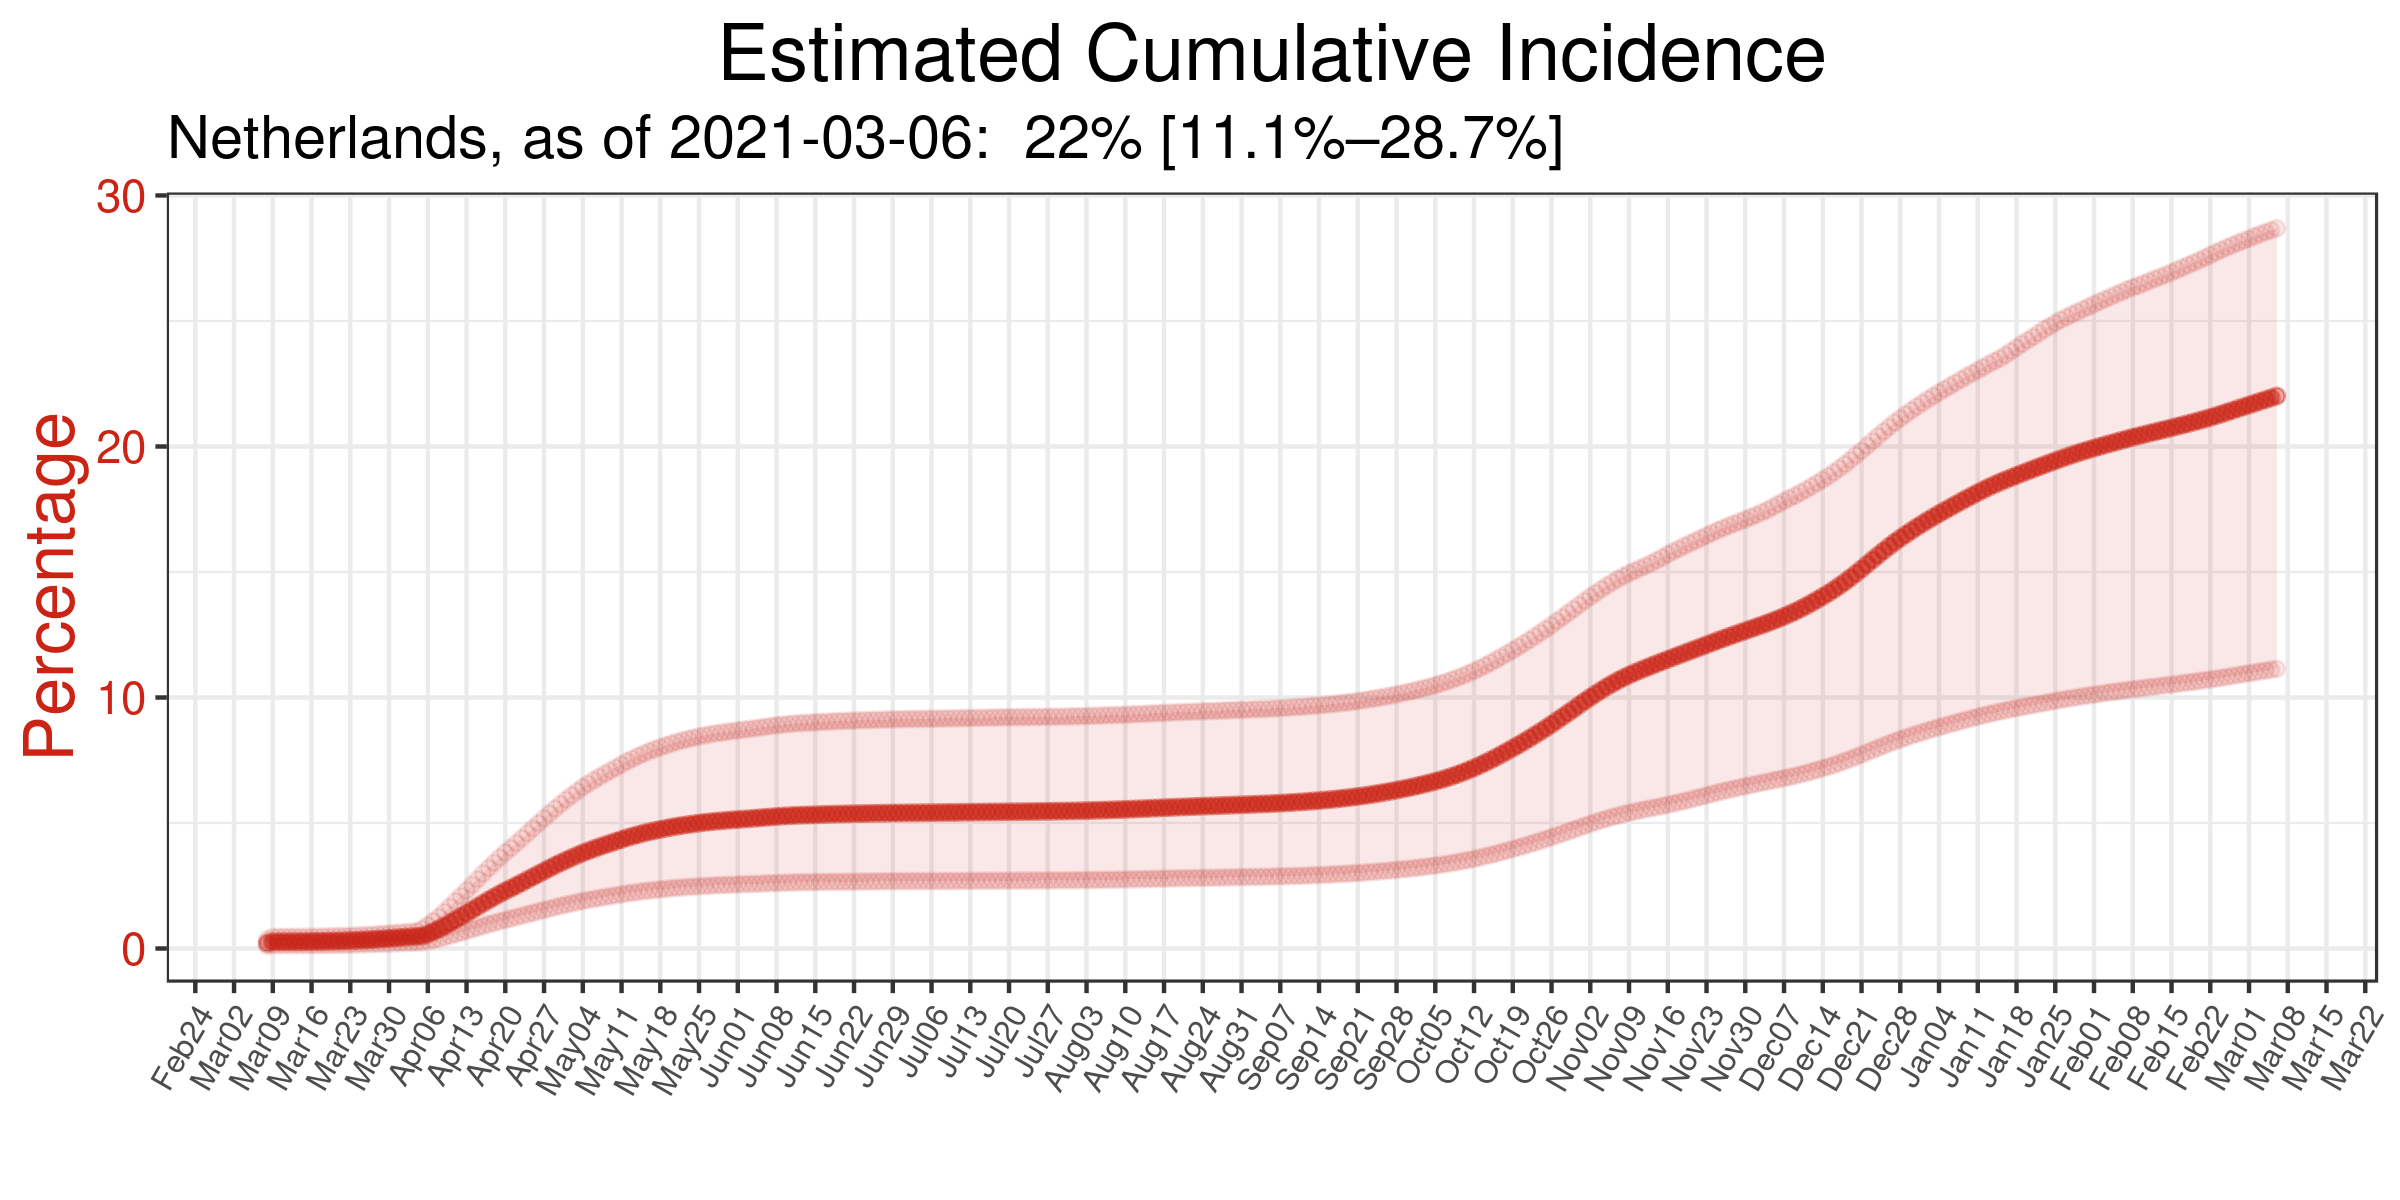 Estimated Cumulative Incidence
Netherlands, as of 2021-03-06:  22% [11.1%–28.7%]
Percentage
30
20
10
0
Feb24
Mar02
Mar09
Mar16
Mar23
Mar30
Apr06
Apr13
Apr20
Apr27
May04
May11
May18
May25
Jun01
Jun08
Jun15
Jun22
Jun29
Jul06
Jul13
Jul20
Jul27
Aug03
Aug10
Aug17
Aug24
Aug31
Sep07
Sep14
Sep21
Sep28
Oct05
Oct12
Oct19
Oct26
Nov02
Nov09
Nov16
Nov23
Nov30
Dec07
Dec14
Dec21
Dec28
Jan04
Jan11
Jan18
Jan25
Feb01
Feb08
Feb15
Feb22
Mar01
Mar08
Mar15
Mar22